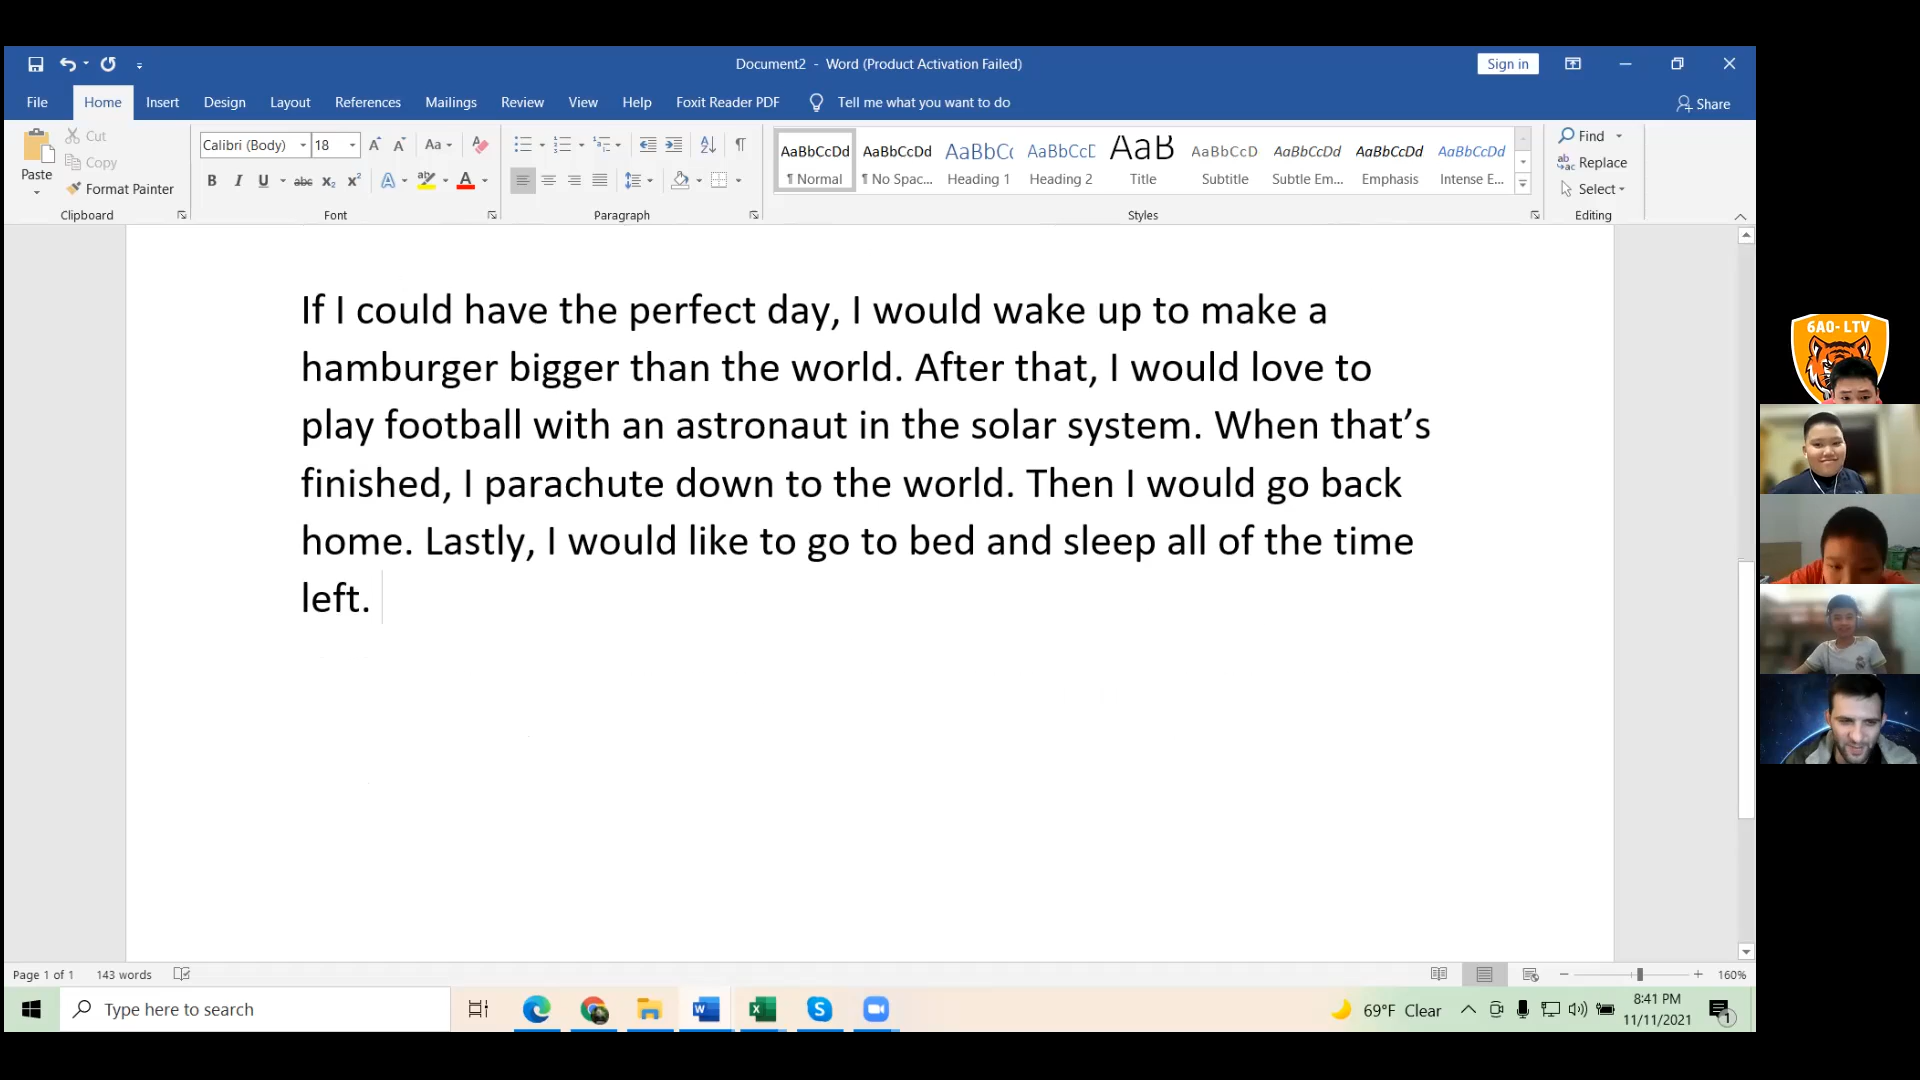 Document2 - Word (Product Activation Failed)
Sign in
File Home Insert Design Layout References Mailings Review View Help Foxit Reader PDF Tell me what you want to do Share
Paste
Cut
Copy
Format Painter
Clipboard
Calibri (Body) 18
Font
Paragraph
AaBbCcDd AaBbCcDd AaBbC( AaBbCcD AaB AaBbCcD AaBbCcDd AaBbCcDd AaBbCcDd
¶ Normal ¶ No Spac... Heading 1 Heading 2 Title Subtitle Subtle Em... Emphasis Intense E...
Styles
Find
Replace
Select
Editing
If I could have the perfect day, I would wake up to make a
hamburger bigger than the world. After that, I would love to
play football with an astronaut in the solar system. When that’s
finished, I parachute down to the world. Then I would go back
home. Lastly, I would like to go to bed and sleep all of the time
left.
6A0- LTV
Page 1 of 1 143 words 160%
Type here to search
69°F Clear
8:41 PM
11/11/2021
1